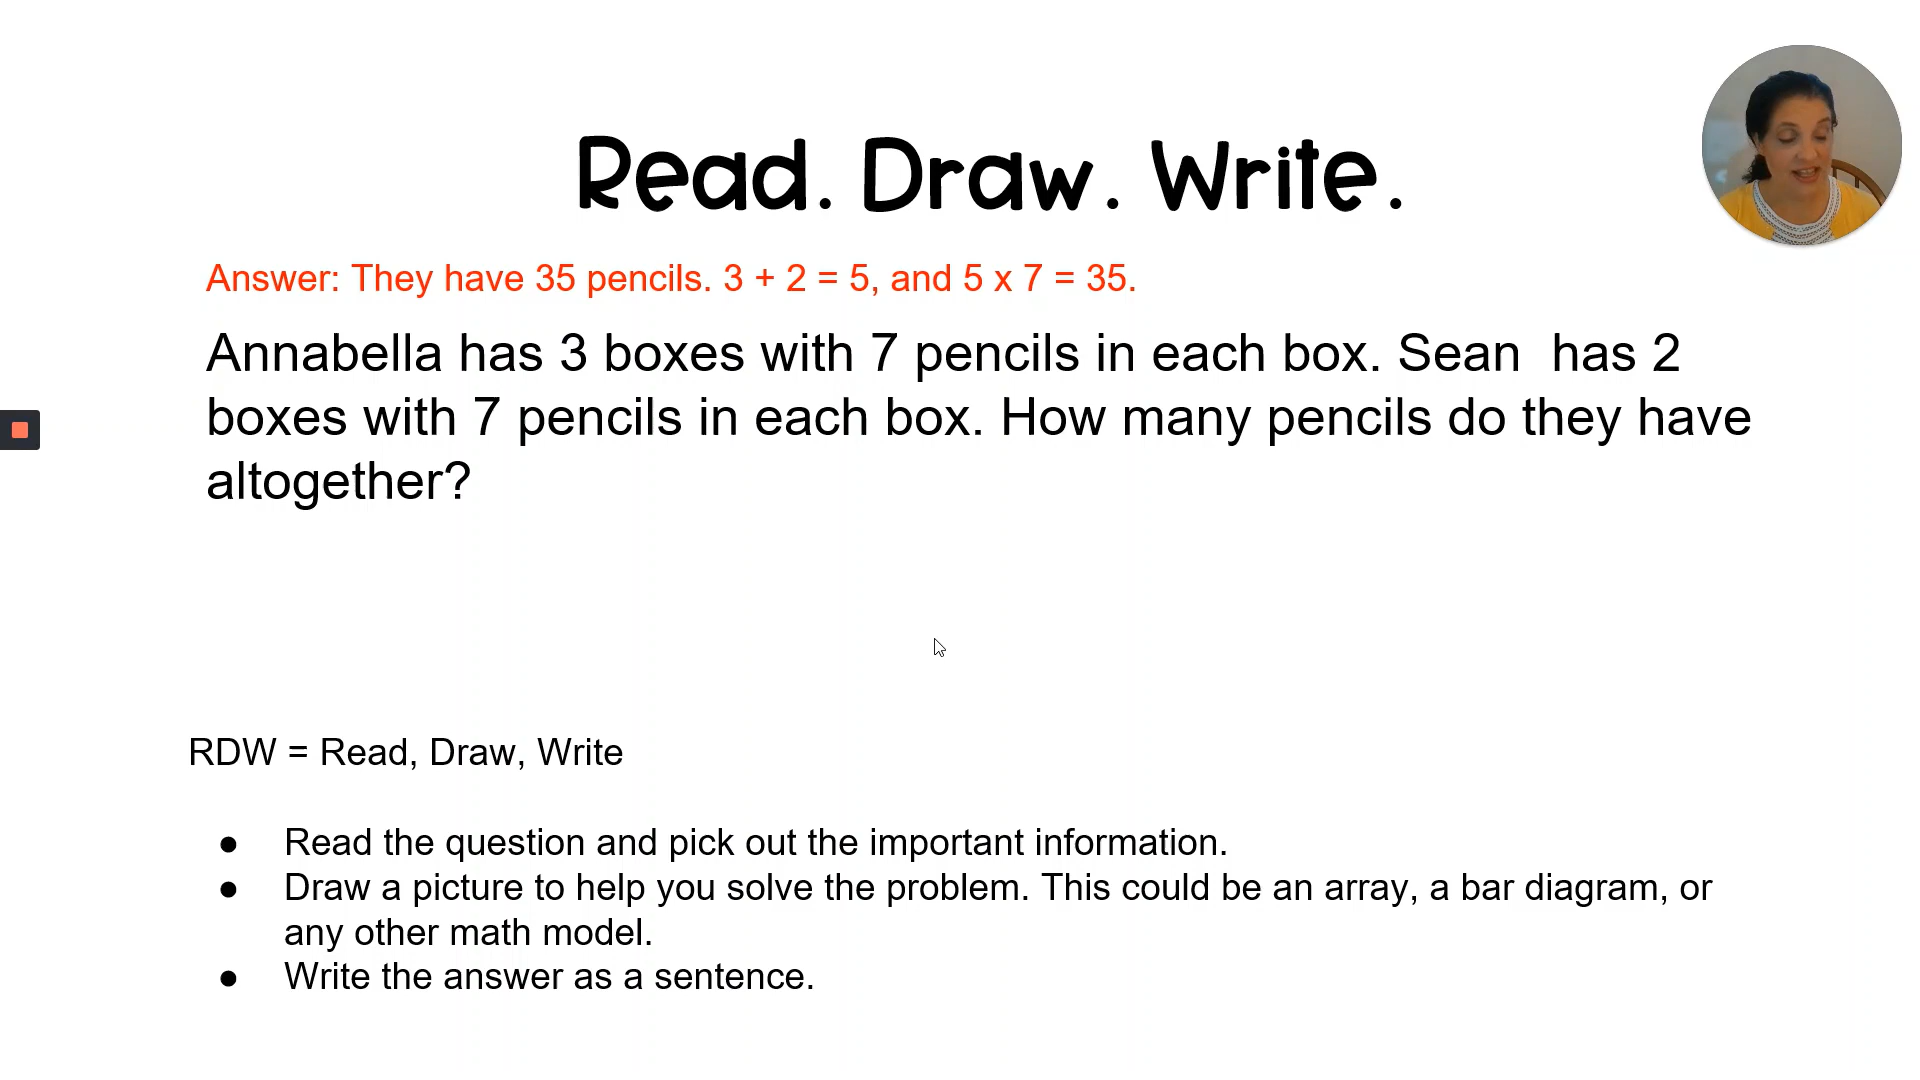 Read. Draw. Write.
Answer: They have 35 pencils. 3 + 2 = 5, and 5 x 7 = 35.
Annabella has 3 boxes with 7 pencils in each box. Sean  has 2
boxes with 7 pencils in each box. How many pencils do they have
altogether?
RDW = Read, Draw, Write
● Read the question and pick out the important information.
● Draw a picture to help you solve the problem. This could be an array, a bar diagram, or
any other math model.
● Write the answer as a sentence.